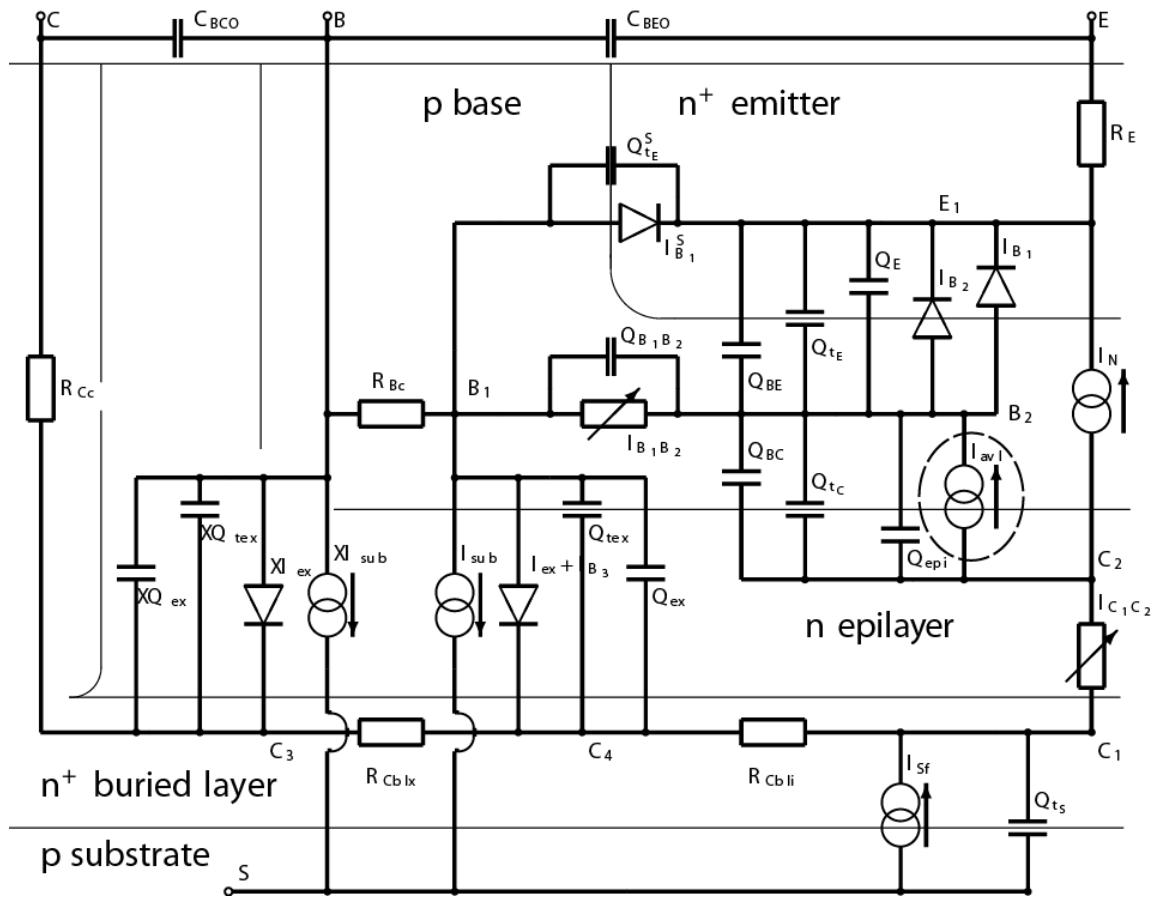 C
C_BCO
B
C_BEO
E
p base
n⁺ emitter
R_E
Q_tE^S
I_B1^S
E₁
Q_E
I_B2
I_B1
Q_tE
Q_BE
Q_B1B2
R_Cc
R_Bc
B₁
I_B1B2
B₂
I_N
Q_BC
Q_tC
I_avl
Q_epi
C₂
XQ_tex
XQ_ex
XI_ex
XI_sub
I_sub
I_ex + I_B3
Q_tex
Q_ex
n epilayer
I_C1C2
C₃
R_Cblx
C₄
R_Cbli
C₁
n⁺ buried layer
I_Sf
Q_tS
p substrate
S